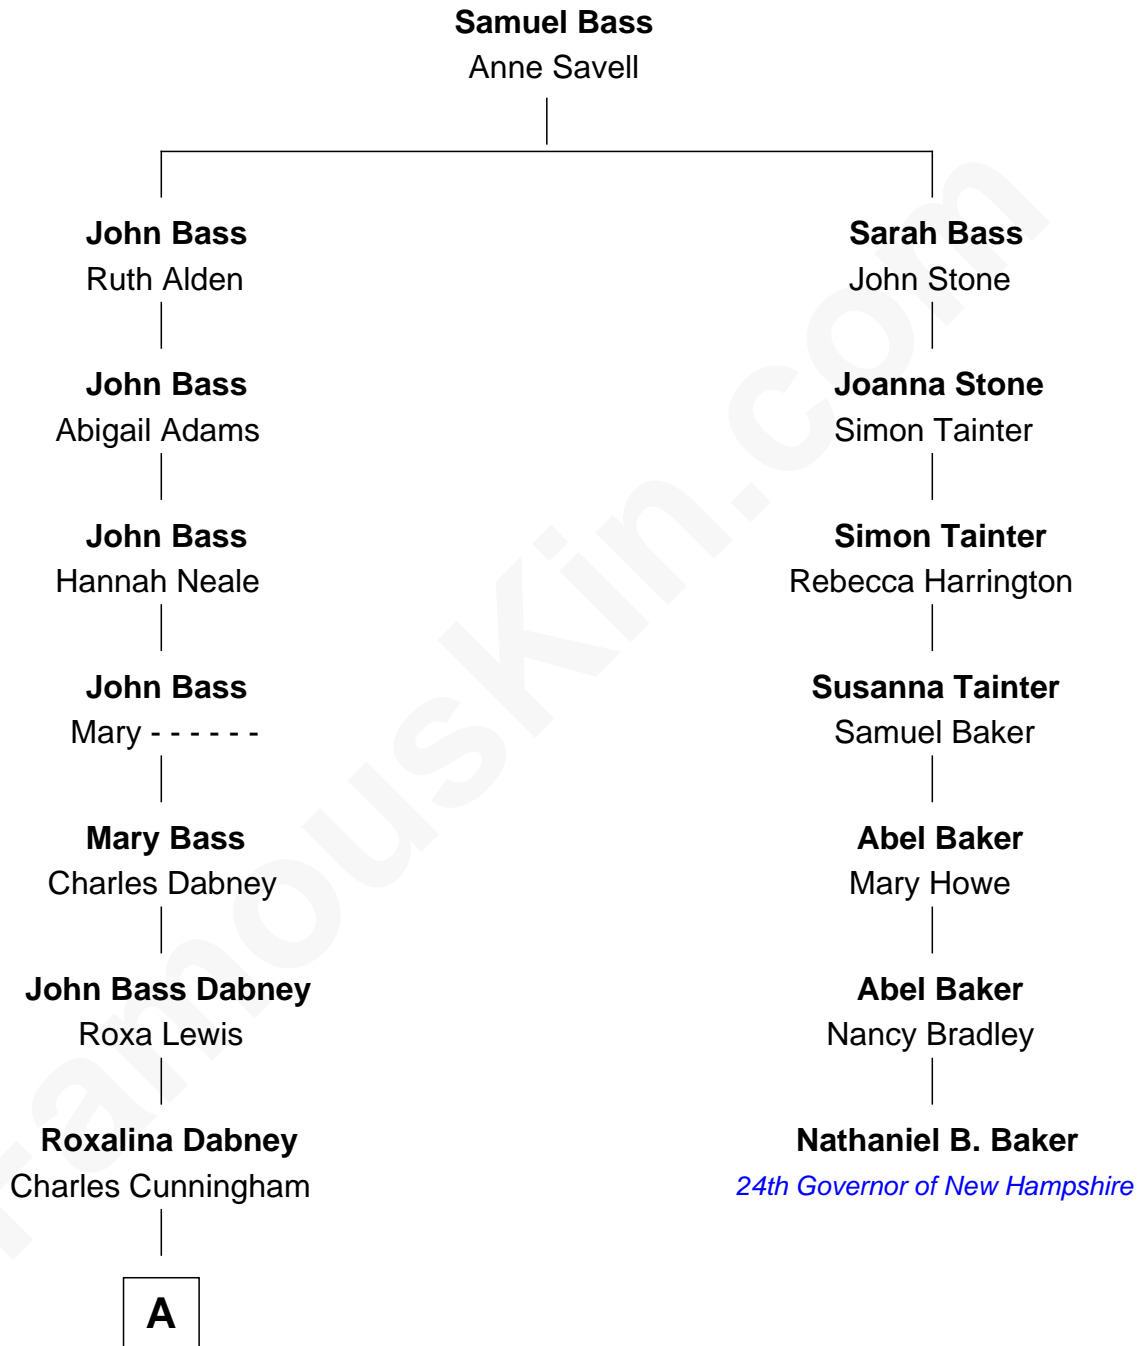 Samuel Bass
Anne Savell
John Bass
Ruth Alden
Sarah Bass
John Stone
John Bass
Abigail Adams
Joanna Stone
Simon Tainter
John Bass
Hannah Neale
Simon Tainter
Rebecca Harrington
John Bass
Mary - - - - - -
Susanna Tainter
Samuel Baker
Mary Bass
Charles Dabney
Abel Baker
Mary Howe
John Bass Dabney
Roxa Lewis
Abel Baker
Nancy Bradley
Roxalina Dabney
Charles Cunningham
Nathaniel B. Baker
24th Governor of New Hampshire
A
FamousKin.com